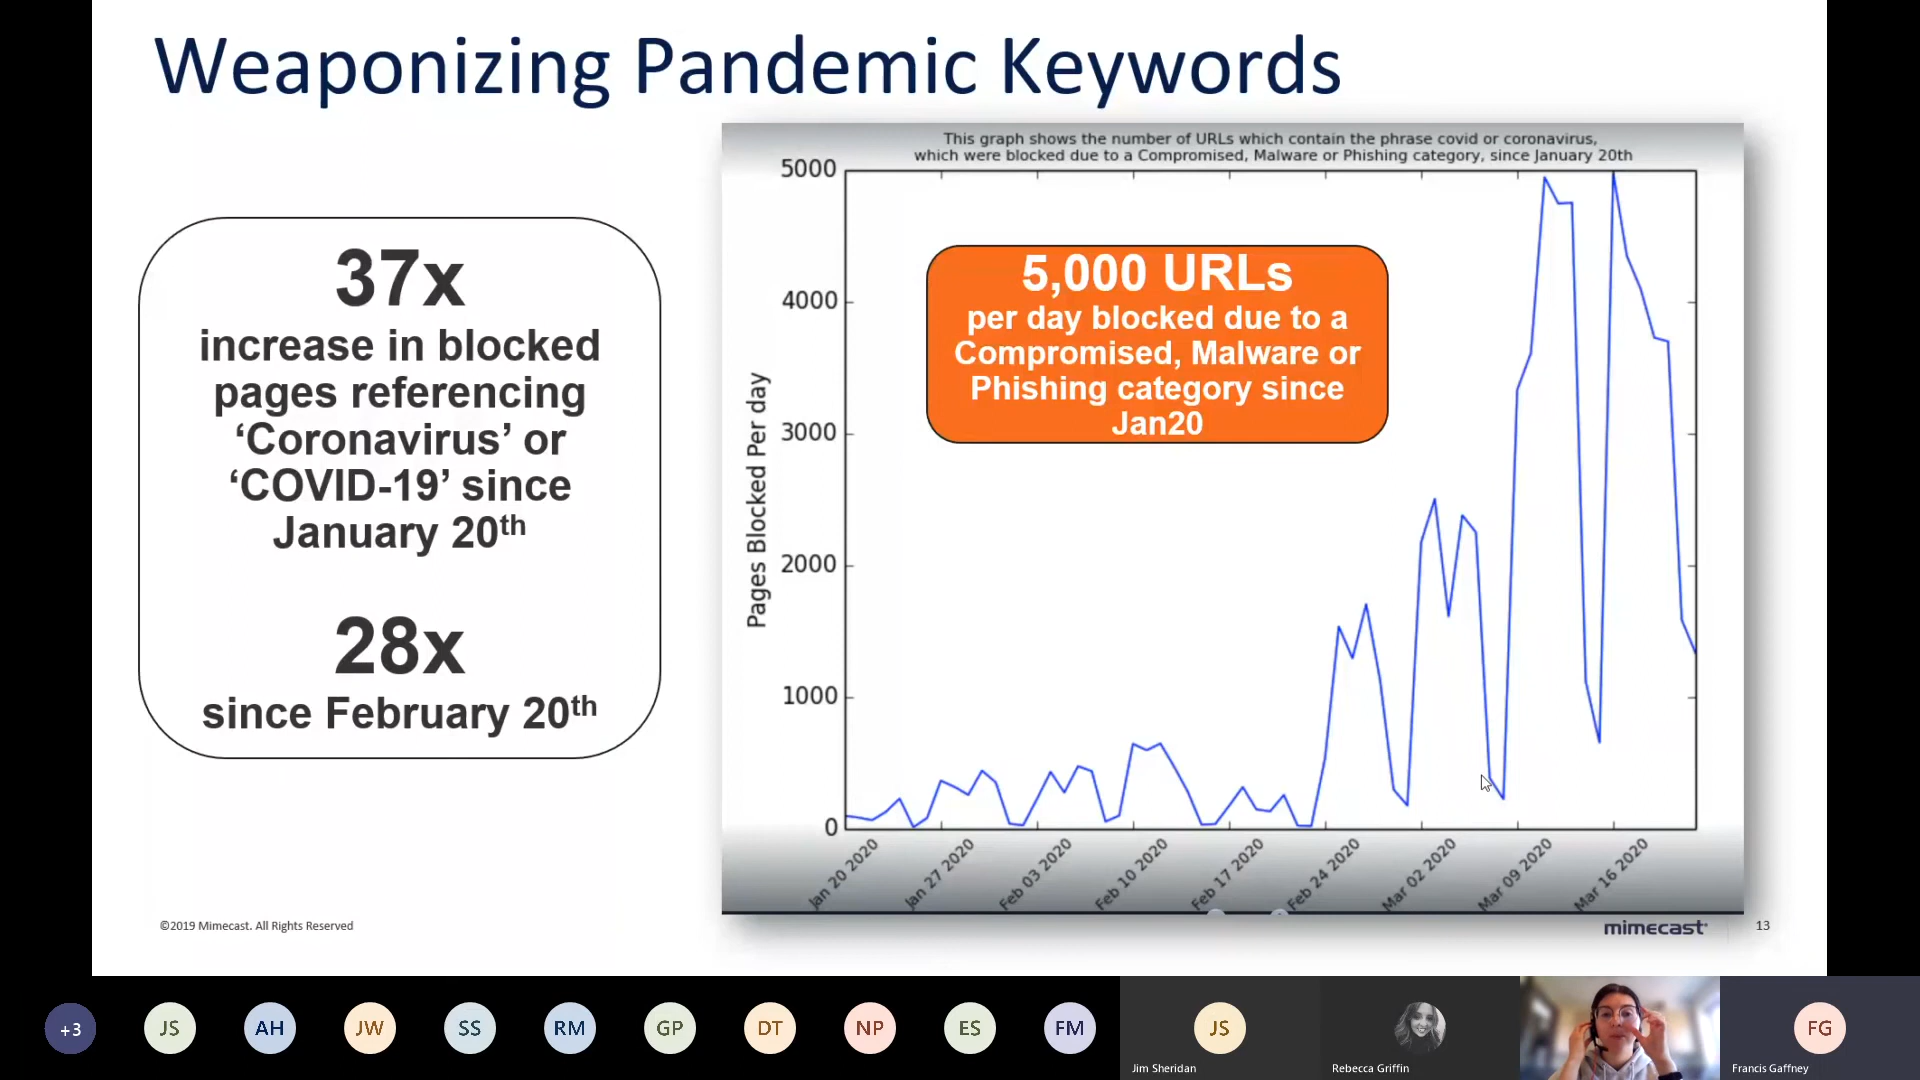 Weaponizing Pandemic Keywords
37x
increase in blocked
pages referencing
‘Coronavirus’ or
‘COVID-19’ since
January 20th
28x
since February 20th
This graph shows the number of URLs which contain the phrase covid or coronavirus,
which were blocked due to a Compromised, Malware or Phishing category, since January 20th
5,000 URLs
per day blocked due to a
Compromised, Malware or
Phishing category since
Jan20
Pages Blocked Per day
5000
4000
3000
2000
1000
0
Jan 20 2020
Jan 27 2020
Feb 03 2020
Feb 10 2020
Feb 17 2020
Feb 24 2020
Mar 02 2020
Mar 09 2020
Mar 16 2020
©2019 Mimecast. All Rights Reserved
mimecast
13
+3
JS
AH
JW
SS
RM
GP
DT
NP
ES
FM
JS
Jim Sheridan
Rebecca Griffin
FG
Francis Gaffney